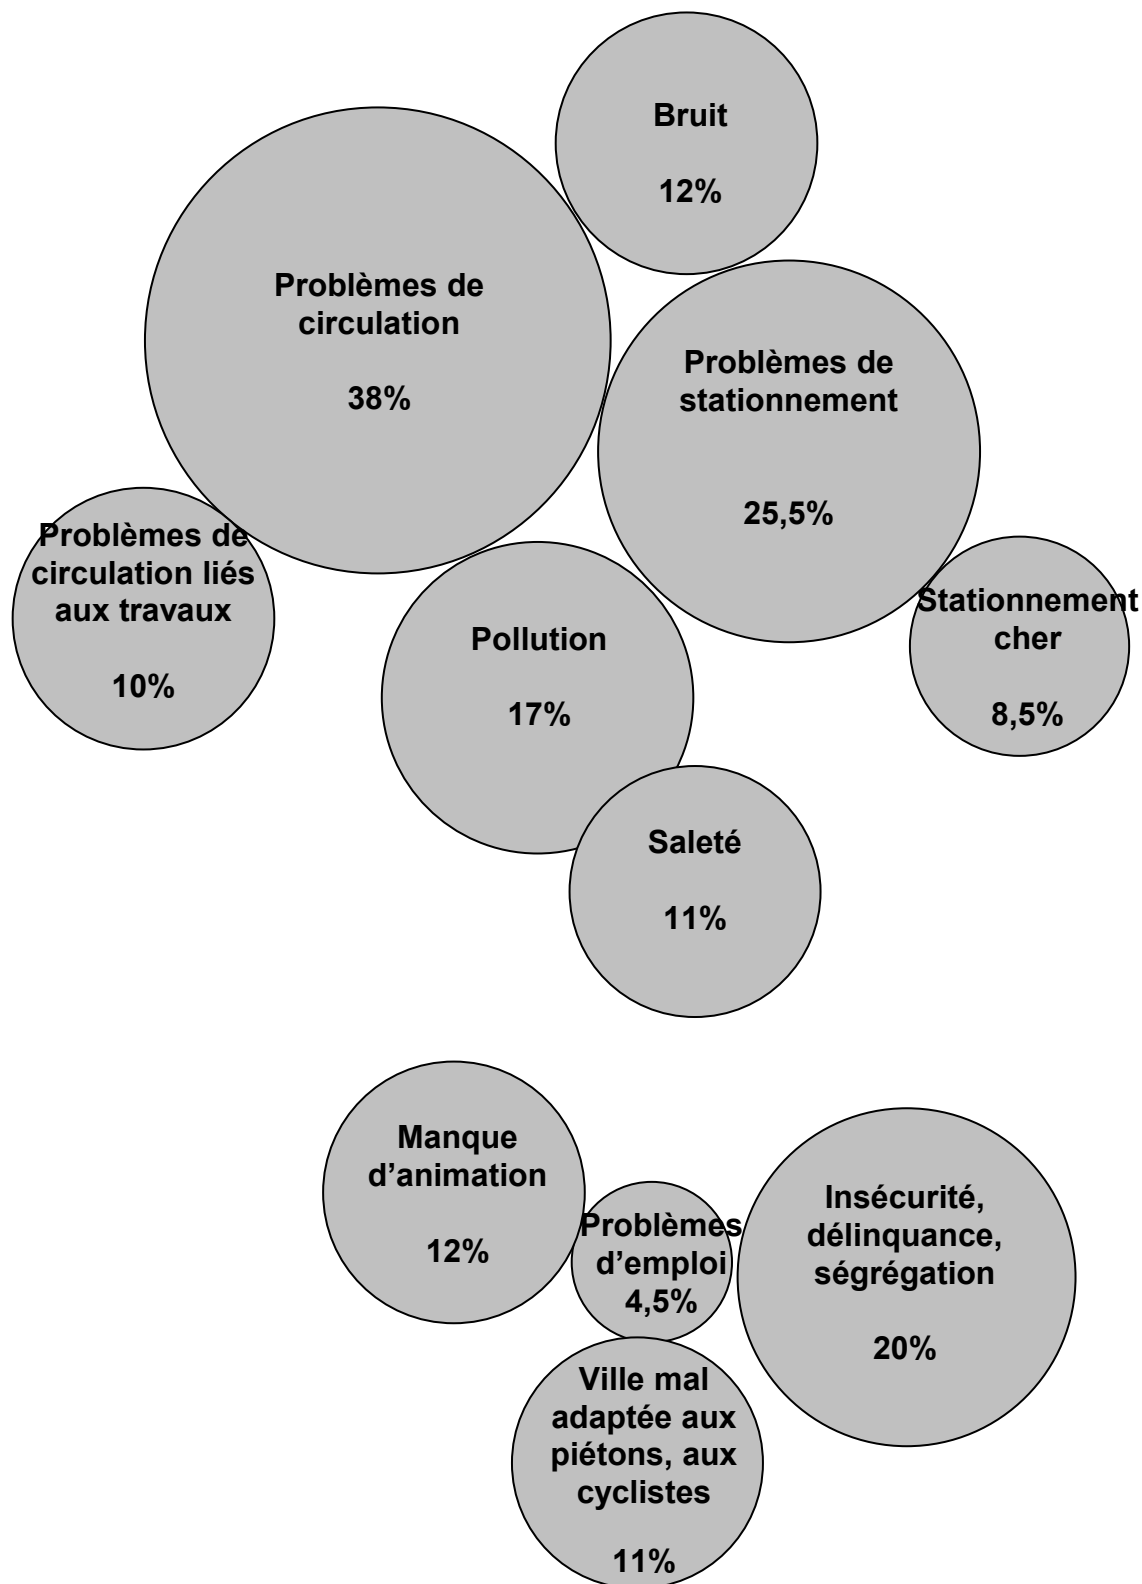 Bruit
12%
Problèmes de
circulation
38%
Problèmes de
stationnement
25,5%
Problèmes de
circulation liés
aux travaux
10%
Stationnement
cher
8,5%
Pollution
17%
Saleté
11%
Manque
d’animation
12%
Problèmes
d’emploi
4,5%
Insécurité,
délinquance,
ségrégation
20%
Ville mal
adaptée aux
piétons, aux
cyclistes
11%